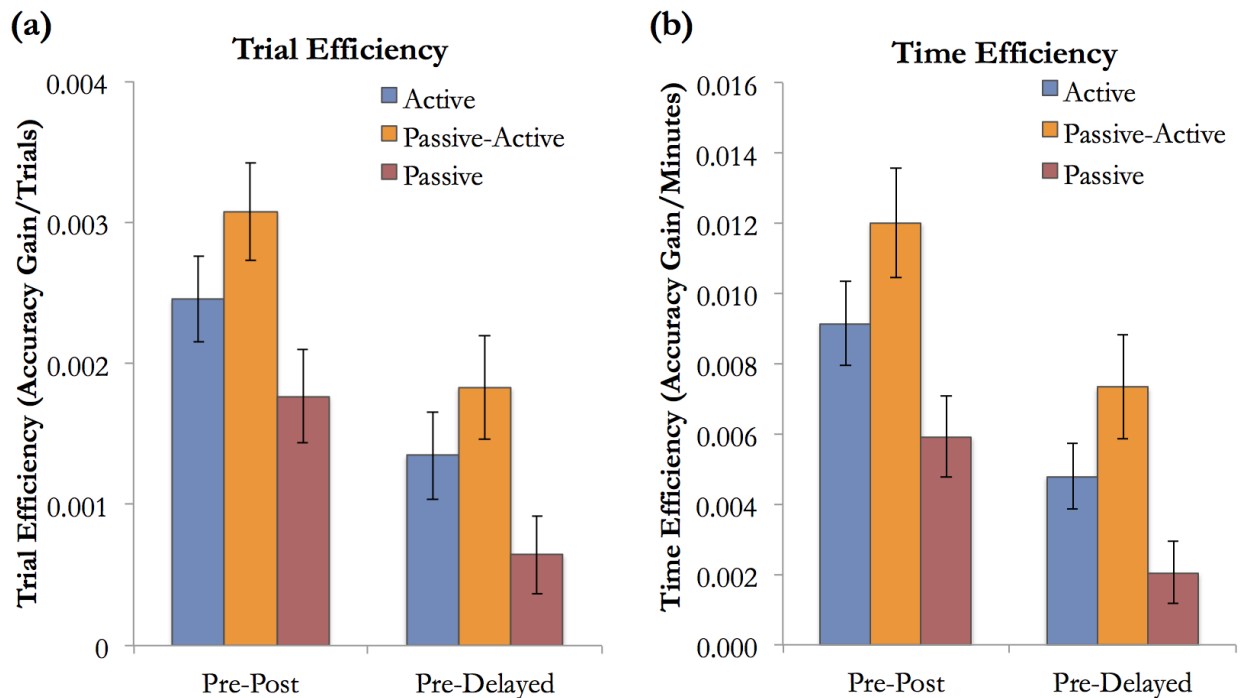 (a)
Trial Efficiency
Trial Efficiency (Accuracy Gain/Trials)
0.004
0.003
0.002
0.001
0
Active
Passive-Active
Passive
Pre-Post
Pre-Delayed
(b)
Time Efficiency
Time Efficiency (Accuracy Gain/Minutes)
0.016
0.014
0.012
0.010
0.008
0.006
0.004
0.002
0.000
Active
Passive-Active
Passive
Pre-Post
Pre-Delayed